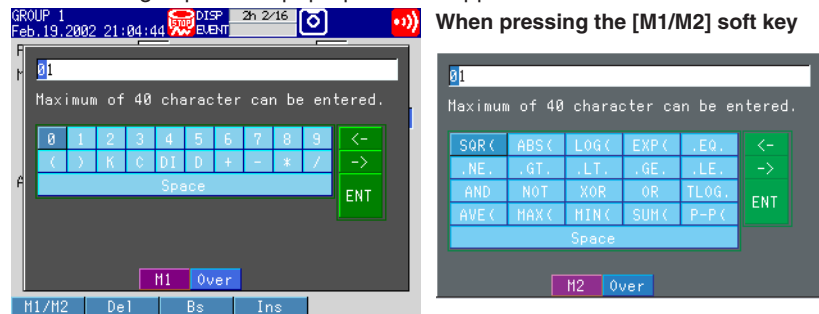 GROUP 1
Feb.19.2002 21:04:44
STOP
DISP
EVENT
2h 2/16
01
Maximum of 40 character can be entered.
0 1 2 3 4 5 6 7 8 9 <-
( ) K C DI D + - * / ->
Space
ENT
M1 Over
M1/M2 Del Bs Ins
When pressing the [M1/M2] soft key
01
Maximum of 40 character can be entered.
SQR( ABS( LOG( EXP( .EQ. <-
.NE. .GT. .LT. .GE. .LE. ->
AND NOT XOR OR TLOG.
ENT
AVE( MAX( MIN( SUM( P-P(
Space
M2 Over